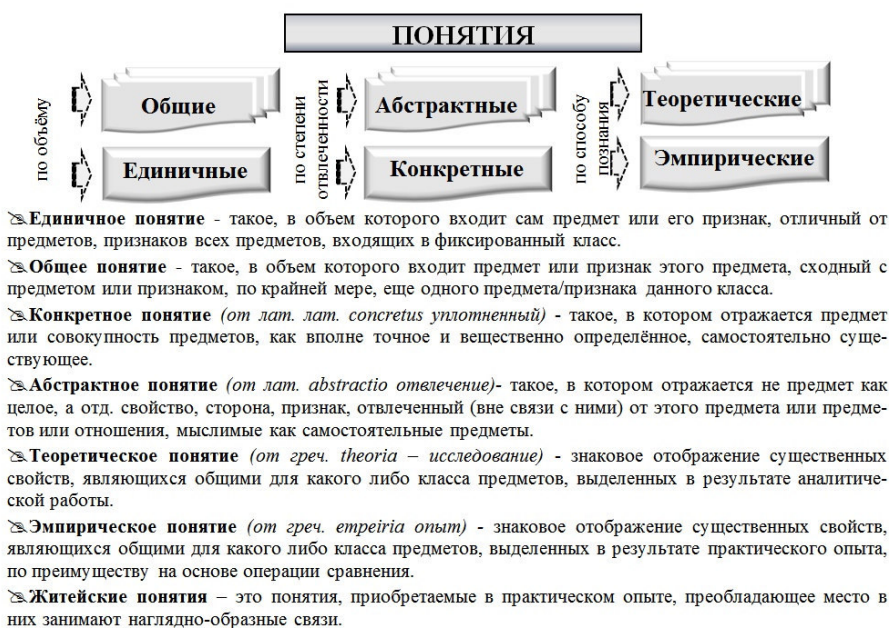 ПОНЯТИЯ
по объёму
Общие
Единичные
по степени
отвлеченности
Абстрактные
Конкретные
по способу
познания
Теоретические
Эмпирические
Единичное понятие - такое, в объем которого входит сам предмет или его признак, отличный от
предметов, признаков всех предметов, входящих в фиксированный класс.
Общее понятие - такое, в объем которого входит предмет или признак этого предмета, сходный с
предметом или признаком, по крайней мере, еще одного предмета/признака данного класса.
Конкретное понятие (от лат. лат. concretus уплотненный) - такое, в котором отражается предмет
или совокупность предметов, как вполне точное и вещественно определённое, самостоятельно суще-
ствующее.
Абстрактное понятие (от лат. abstractio отвлечение)- такое, в котором отражается не предмет как
целое, а отд. свойство, сторона, признак, отвлеченный (вне связи с ними) от этого предмета или предме-
тов или отношения, мыслимые как самостоятельные предметы.
Теоретическое понятие (от греч. theoria – исследование) - знаковое отображение существенных
свойств, являющихся общими для какого либо класса предметов, выделенных в результате аналитиче-
ской работы.
Эмпирическое понятие (от греч. empeiria опыт) - знаковое отображение существенных свойств,
являющихся общими для какого либо класса предметов, выделенных в результате практического опыта,
по преимуществу на основе операции сравнения.
Житейские понятия – это понятия, приобретаемые в практическом опыте, преобладающее место в
них занимают наглядно-образные связи.